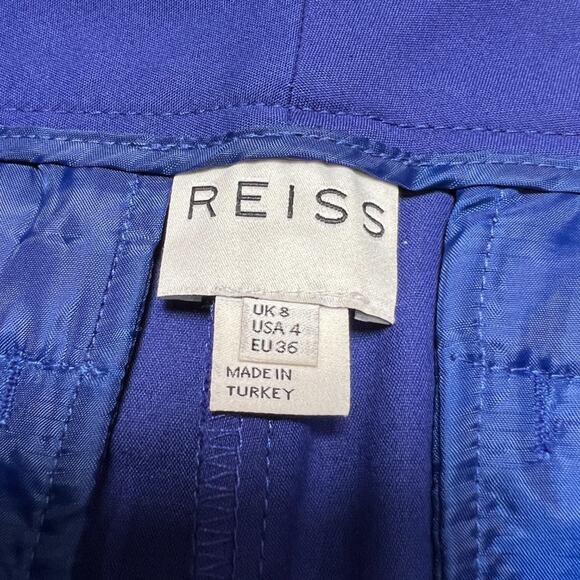 REISS
UK 8
USA 4
EU 36
MADE IN
TURKEY